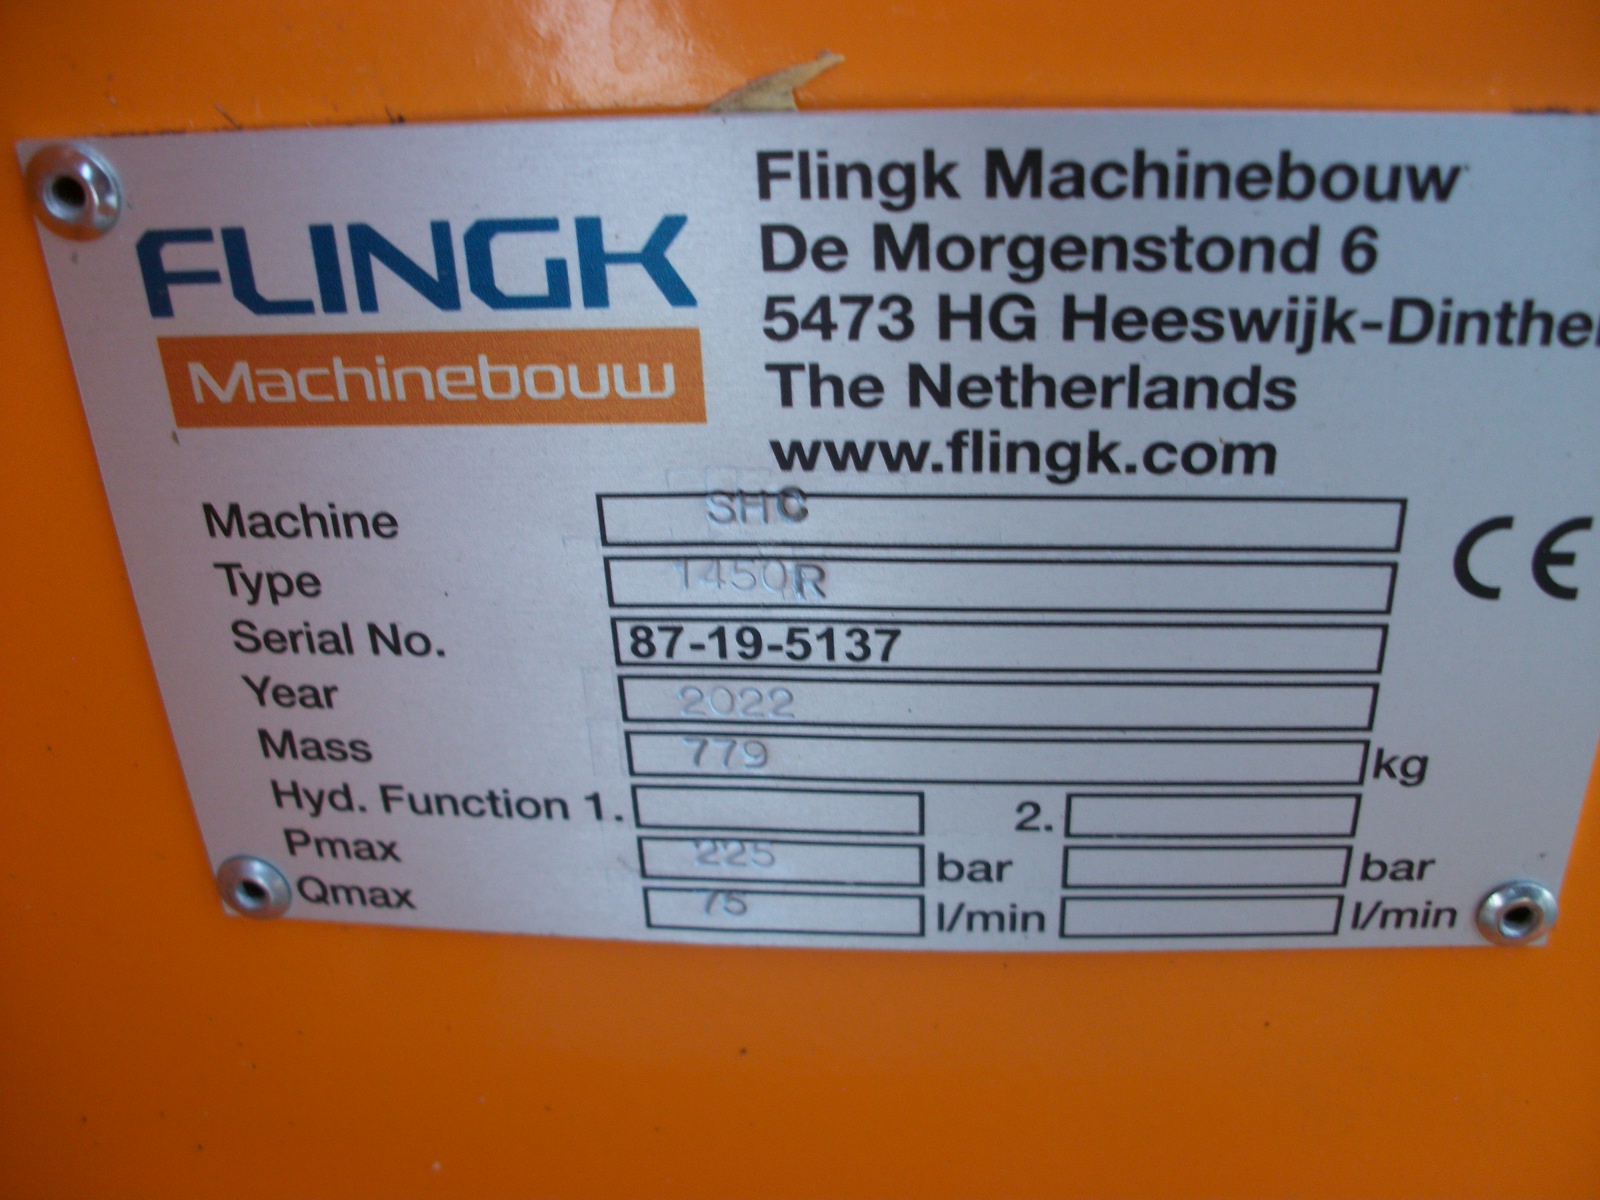 FLINGK
Machinebouw
Flingk Machinebouw
De Morgenstond 6
5473 HG Heeswijk-Dinthe
The Netherlands
www.flingk.com
Machine SHC
Type 1450R
Serial No. 87-19-5137
Year 2022
Mass 779 kg
Hyd. Function 1. 2.
Pmax 225 bar bar
Qmax 75 l/min l/min
CE